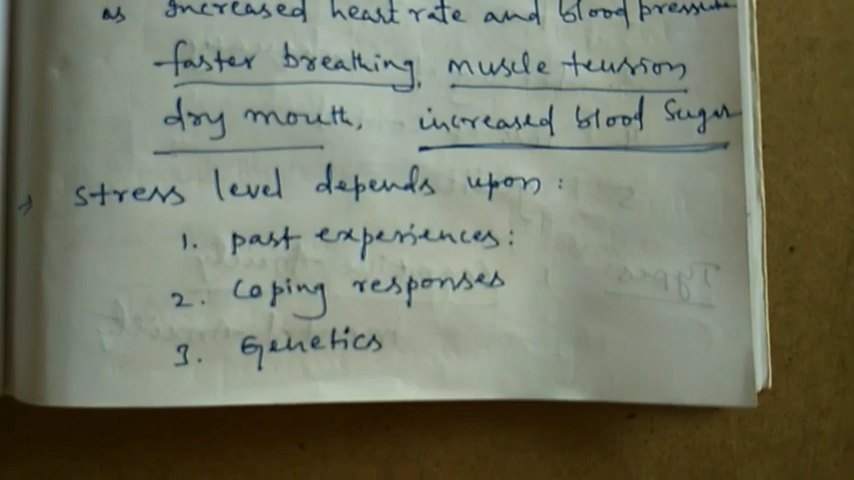 as increased heart rate and blood pressure
faster breathing, muscle tension
dry mouth, increased blood sugar
→ stress level depends upon:
1. past experiences:
2. Coping responses
3. Genetics
Types